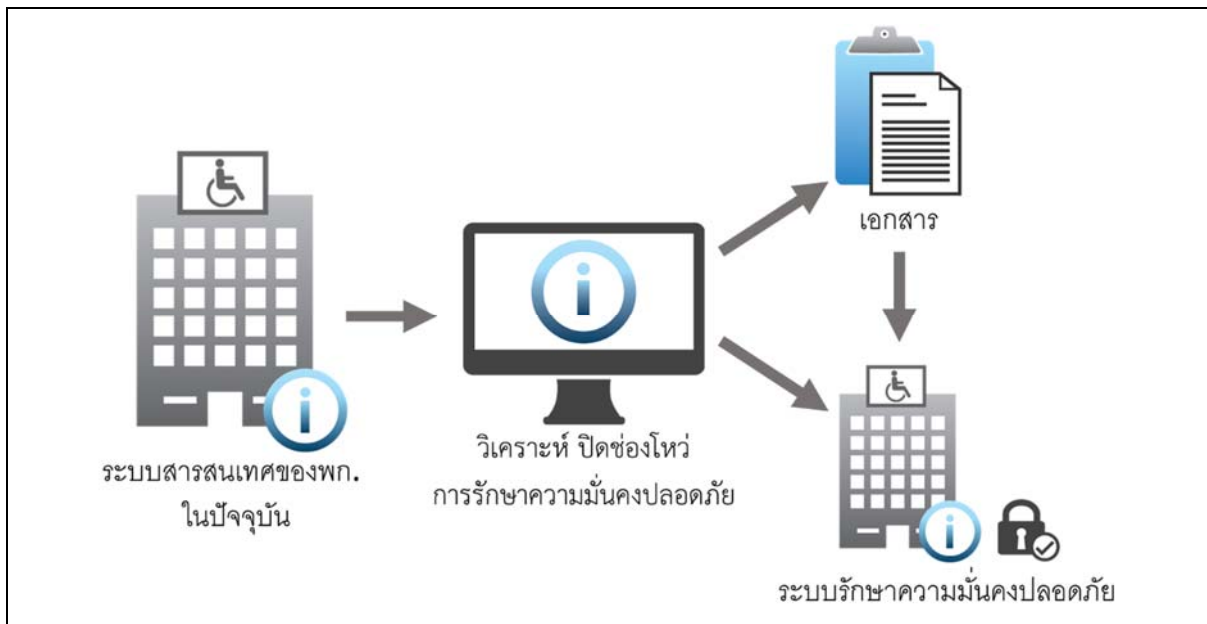 ระบบสารสนเทศของพก.
ในปัจจุบัน
วิเคราะห์ ปิดช่องโหว่
การรักษาความมั่นคงปลอดภัย
เอกสาร
ระบบรักษาความมั่นคงปลอดภัย